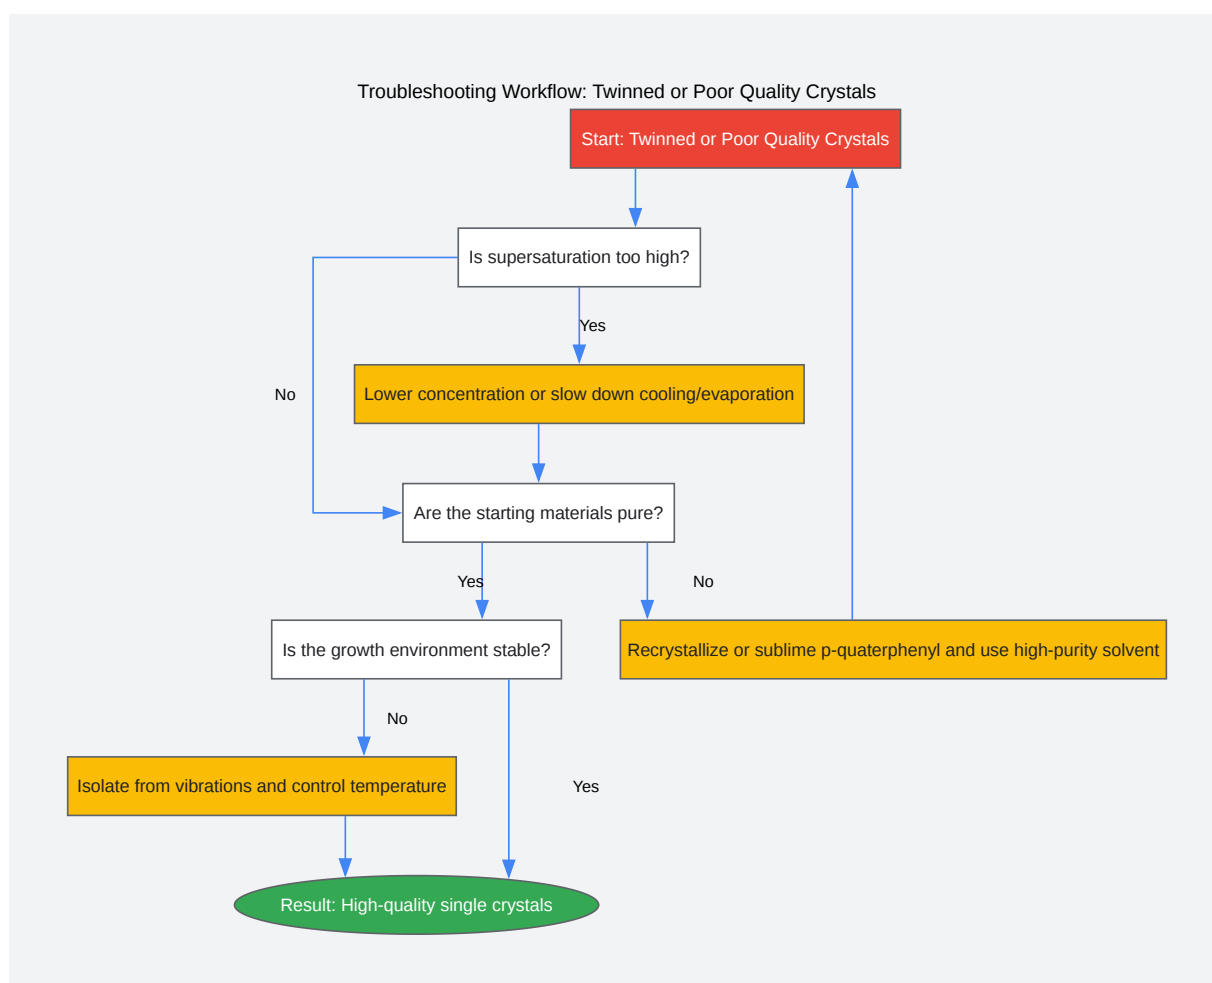 Troubleshooting Workflow: Twinned or Poor Quality Crystals
Start: Twinned or Poor Quality Crystals
Is supersaturation too high?
Yes
No
Lower concentration or slow down cooling/evaporation
Are the starting materials pure?
Yes
No
Is the growth environment stable?
Recrystallize or sublime p-quaterphenyl and use high-purity solvent
No
Isolate from vibrations and control temperature
Yes
Result: High-quality single crystals